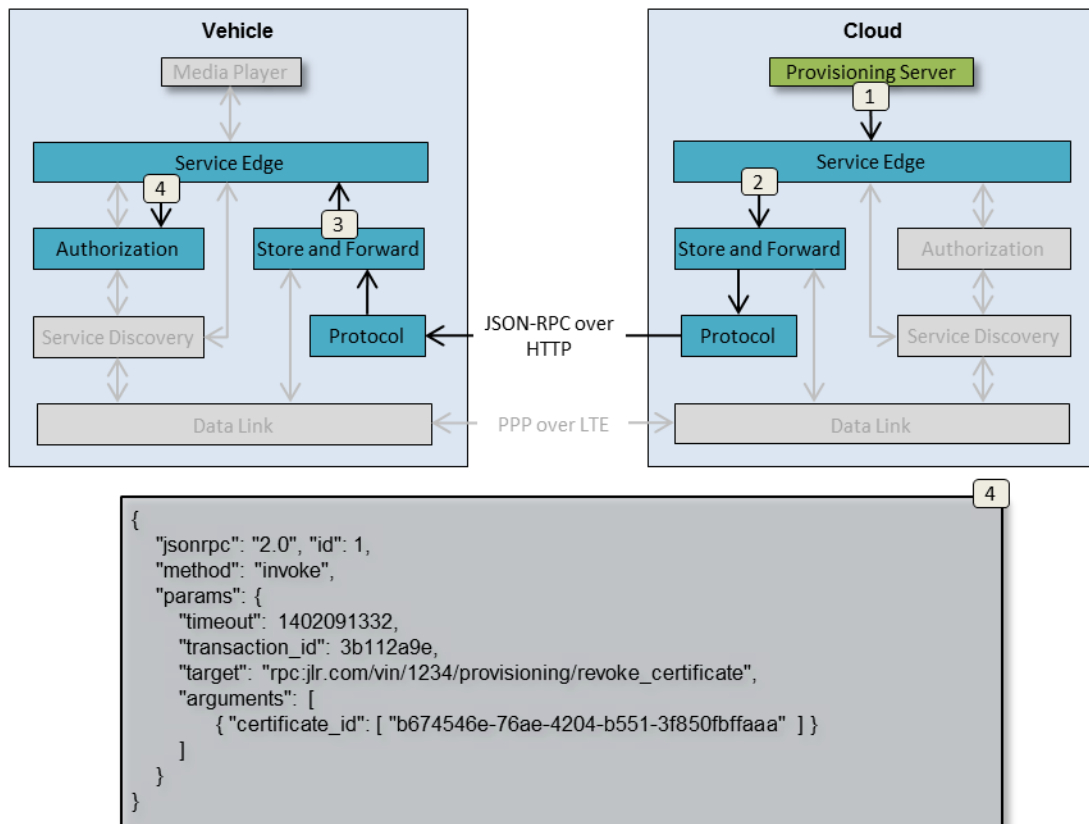 Vehicle
Media Player
Service Edge
4
3
Authorization
Store and Forward
Service Discovery
Protocol
Data Link
JSON-RPC over
HTTP
PPP over LTE
Cloud
Provisioning Server
1
Service Edge
2
Store and Forward
Authorization
Protocol
Service Discovery
Data Link
4
{
"jsonrpc": "2.0", "id": 1,
"method": "invoke",
"params": {
"timeout": 1402091332,
"transaction_id": 3b112a9e,
"target": "rpc:jlr.com/vin/1234/provisioning/revoke_certificate",
"arguments": [
{ "certificate_id": [ "b674546e-76ae-4204-b551-3f850fbffaaa" ] }
]
}
}